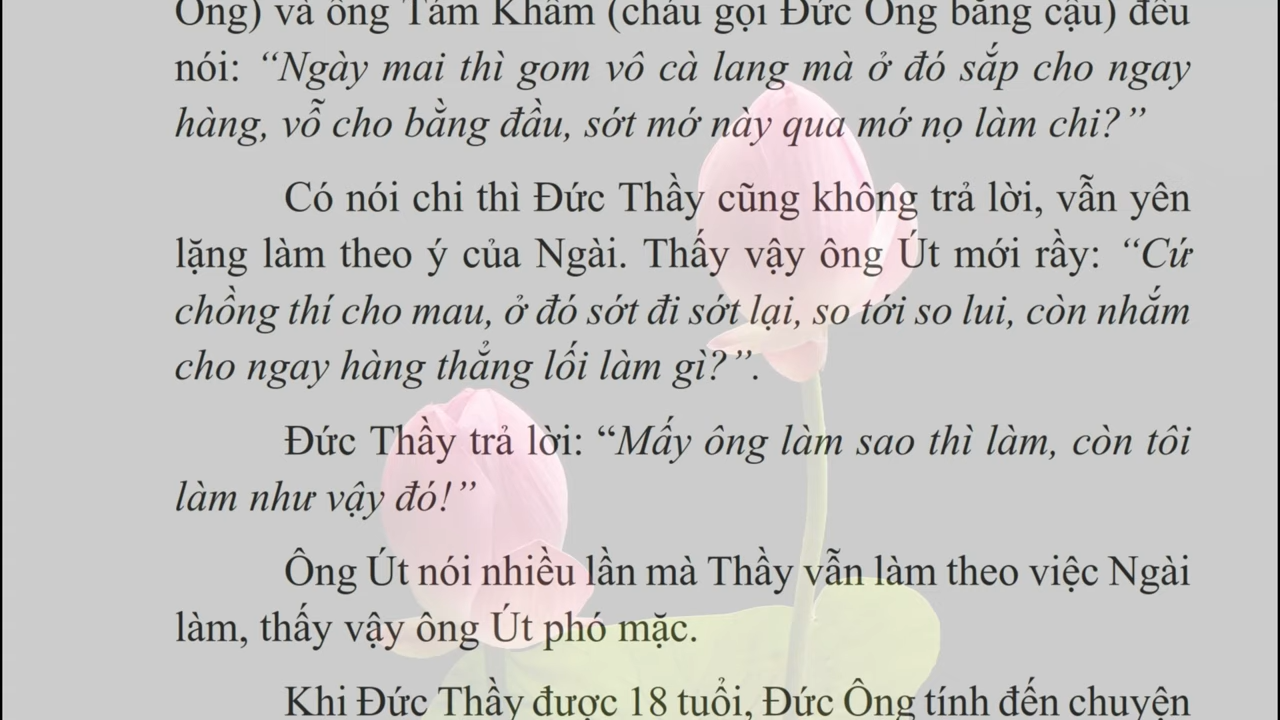 Ông) và ông Tám Khâm (cháu gọi Đức Ông bằng cậu) đều
nói: “Ngày mai thì gom vô cà lang mà ở đó sắp cho ngay
hàng, vỗ cho bằng đầu, sớt mớ này qua mớ nọ làm chi?”
Có nói chi thì Đức Thầy cũng không trả lời, vẫn yên
lặng làm theo ý của Ngài. Thấy vậy ông Út mới rầy: “Cứ
chồng thí cho mau, ở đó sớt đi sớt lại, so tới so lui, còn nhắm
cho ngay hàng thẳng lối làm gì?”.
Đức Thầy trả lời: “Mấy ông làm sao thì làm, còn tôi
làm như vậy đó!”
Ông Út nói nhiều lần mà Thầy vẫn làm theo việc Ngài
làm, thấy vậy ông Út phó mặc.
Khi Đức Thầy được 18 tuổi, Đức Ông tính đến chuyện